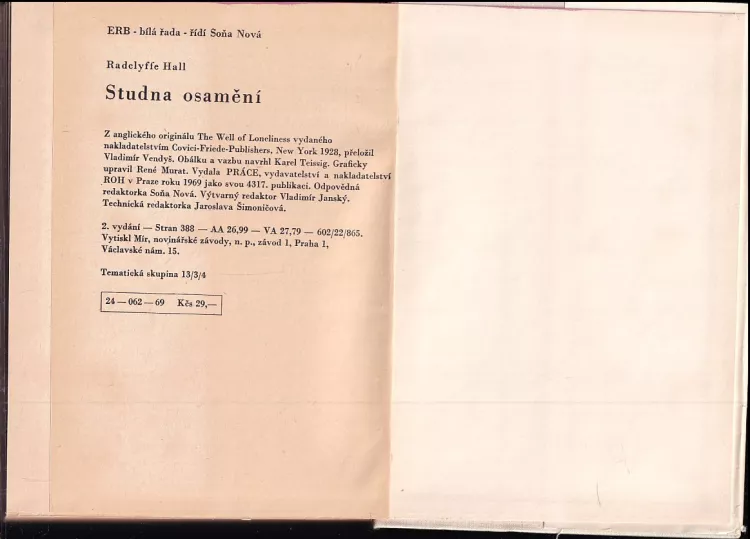 ERB - bílá řada - řídí Soňa Nová
Radclyffe Hall
Studna osamění
Z anglického originálu The Well of Loneliness vydaného
nakladatelstvím Covici-Friede-Publishers, New York 1928, přeložil
Vladimír Vendyš. Obálku a vazbu navrhl Karel Teissig. Graficky
upravil René Murat. Vydala PRÁCE, vydavatelství a nakladatelství
ROH v Praze roku 1969 jako svou 4317. publikaci. Odpovědná
redaktorka Soňa Nová. Výtvarný redaktor Vladimír Janský.
Technická redaktorka Jaroslava Šimoničová.
2. vydání — Stran 388 — AA 26,99 — VA 27,79 — 602/22/865.
Vytiskl Mír, novinářské závody, n. p., závod 1, Praha 1,
Václavské nám. 15.
Tematická skupina 13/3/4
24 — 062 — 69 Kčs 29,—